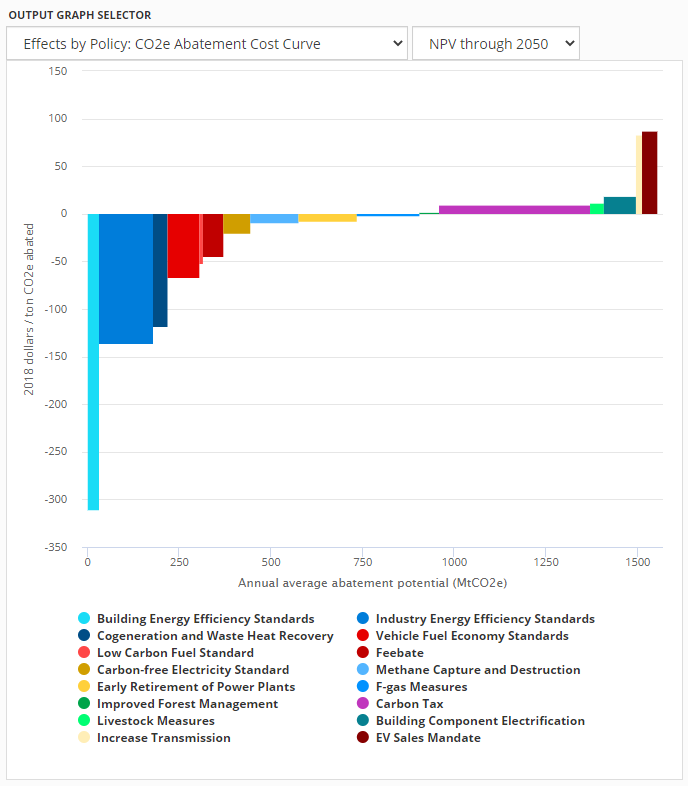 OUTPUT GRAPH SELECTOR
Effects by Policy: CO2e Abatement Cost Curve NPV through 2050
150
100
50
0
-50
-100
-150
-200
-250
-300
-350
2018 dollars / ton CO2e abated
0 250 500 750 1000 1250 1500
Annual average abatement potential (MtCO2e)
Building Energy Efficiency Standards Industry Energy Efficiency Standards
Cogeneration and Waste Heat Recovery Vehicle Fuel Economy Standards
Low Carbon Fuel Standard Feebate
Carbon-free Electricity Standard Methane Capture and Destruction
Early Retirement of Power Plants F-gas Measures
Improved Forest Management Carbon Tax
Livestock Measures Building Component Electrification
Increase Transmission EV Sales Mandate